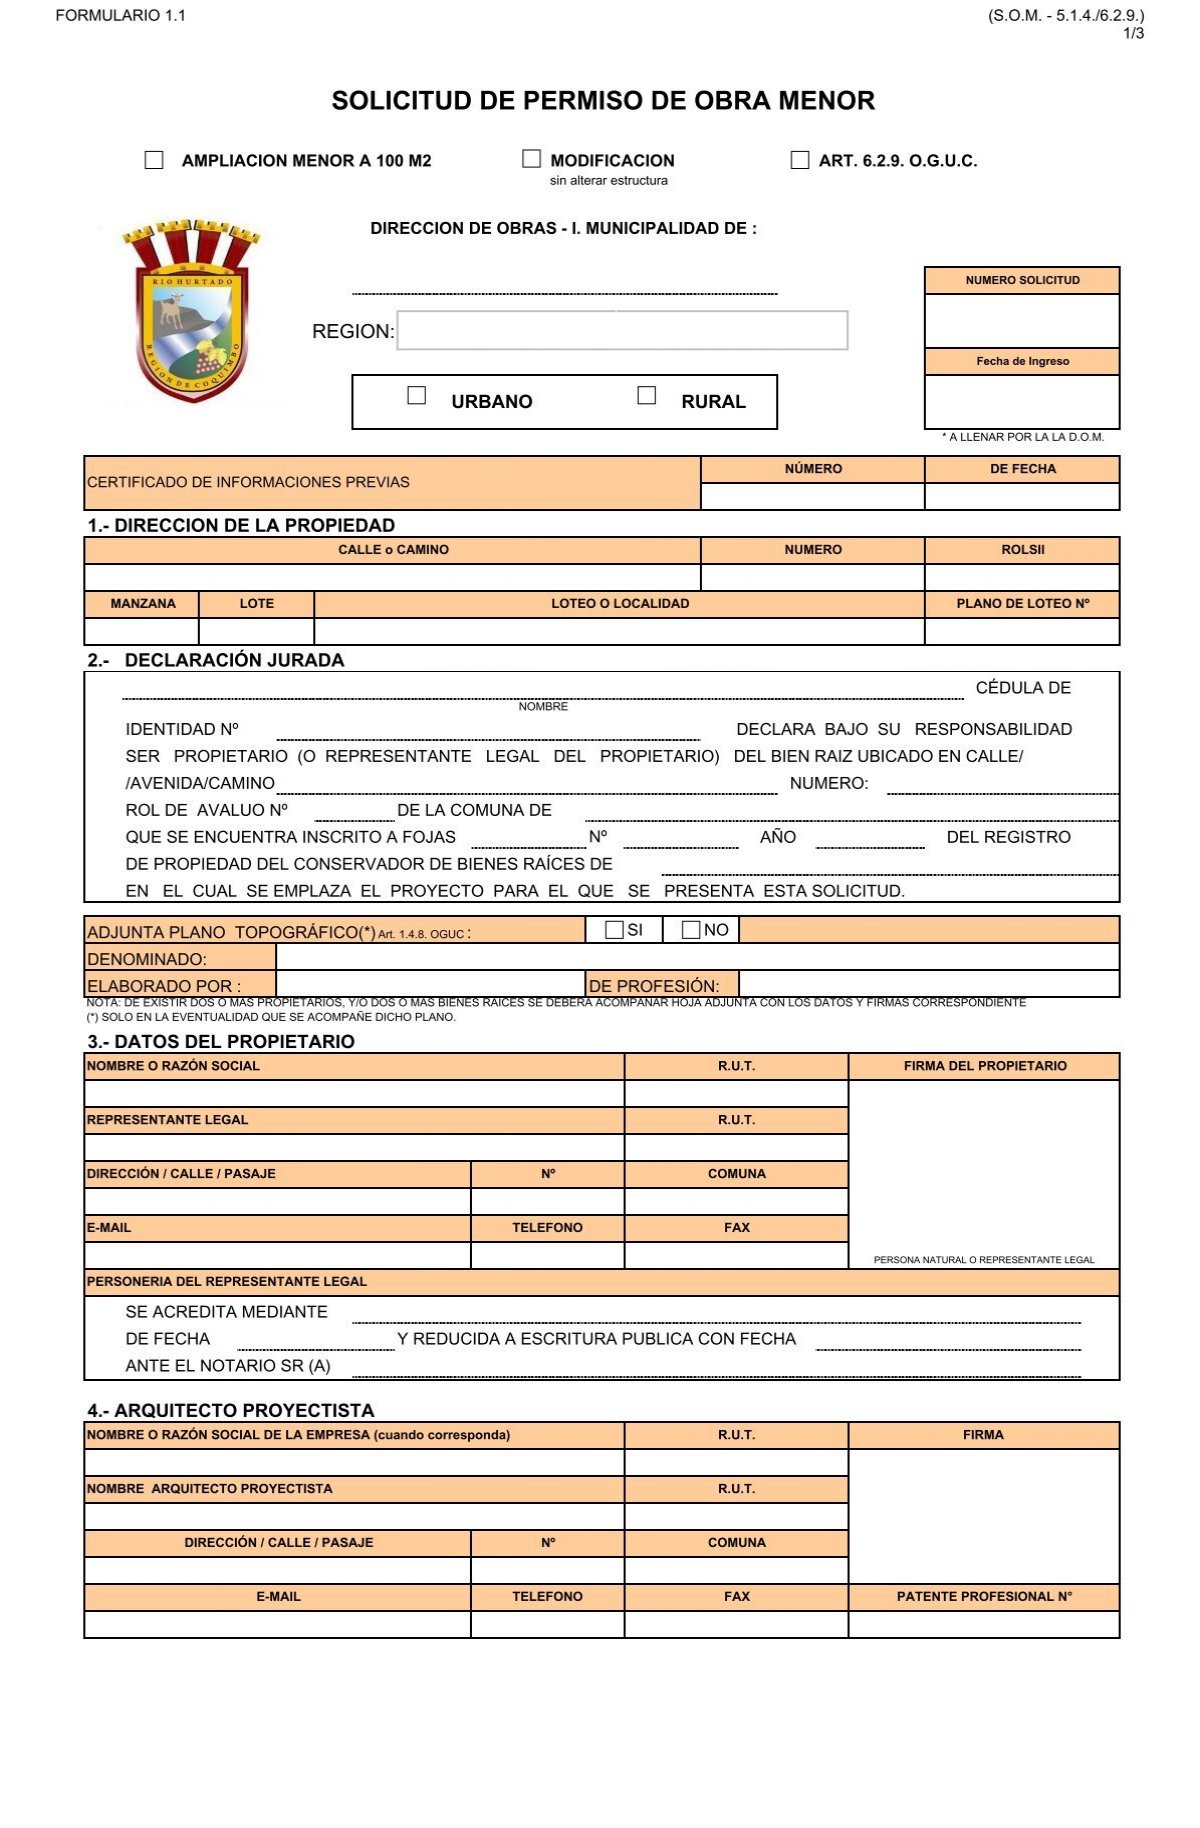 FORMULARIO 1.1 (S.O.M. - 5.1.4./6.2.9.)
1/3
SOLICITUD DE PERMISO DE OBRA MENOR
AMPLIACION MENOR A 100 M2 MODIFICACION ART. 6.2.9. O.G.U.C.
sin alterar estructura
DIRECCION DE OBRAS - I. MUNICIPALIDAD DE :
RIO HURTADO
REGION DE COQUIMBO
NUMERO SOLICITUD
REGION:
Fecha de Ingreso
URBANO RURAL
* A LLENAR POR LA LA D.O.M.
CERTIFICADO DE INFORMACIONES PREVIAS NÚMERO DE FECHA
1.- DIRECCION DE LA PROPIEDAD
CALLE o CAMINO NUMERO ROLSII
MANZANA LOTE LOTEO O LOCALIDAD PLANO DE LOTEO Nº
2.- DECLARACIÓN JURADA
CÉDULA DE
NOMBRE
IDENTIDAD Nº DECLARA BAJO SU RESPONSABILIDAD
SER PROPIETARIO (O REPRESENTANTE LEGAL DEL PROPIETARIO) DEL BIEN RAIZ UBICADO EN CALLE/
/AVENIDA/CAMINO NUMERO:
ROL DE AVALUO Nº DE LA COMUNA DE
QUE SE ENCUENTRA INSCRITO A FOJAS Nº AÑO DEL REGISTRO
DE PROPIEDAD DEL CONSERVADOR DE BIENES RAÍCES DE
EN EL CUAL SE EMPLAZA EL PROYECTO PARA EL QUE SE PRESENTA ESTA SOLICITUD.
ADJUNTA PLANO TOPOGRÁFICO(*) Art. 1.4.8. OGUC : SI NO
DENOMINADO:
ELABORADO POR : DE PROFESIÓN:
NOTA: DE EXISTIR DOS O MAS PROPIETARIOS, Y/O DOS O MAS BIENES RAICES SE DEBERA ACOMPAÑAR HOJA ADJUNTA CON LOS DATOS Y FIRMAS CORRESPONDIENTE
(*) SOLO EN LA EVENTUALIDAD QUE SE ACOMPAÑE DICHO PLANO.
3.- DATOS DEL PROPIETARIO
NOMBRE O RAZÓN SOCIAL R.U.T. FIRMA DEL PROPIETARIO
REPRESENTANTE LEGAL R.U.T.
DIRECCIÓN / CALLE / PASAJE Nº COMUNA
E-MAIL TELEFONO FAX
PERSONA NATURAL O REPRESENTANTE LEGAL
PERSONERIA DEL REPRESENTANTE LEGAL
SE ACREDITA MEDIANTE
DE FECHA Y REDUCIDA A ESCRITURA PUBLICA CON FECHA
ANTE EL NOTARIO SR (A)
4.- ARQUITECTO PROYECTISTA
NOMBRE O RAZÓN SOCIAL DE LA EMPRESA (cuando corresponda) R.U.T. FIRMA
NOMBRE ARQUITECTO PROYECTISTA R.U.T.
DIRECCIÓN / CALLE / PASAJE Nº COMUNA
E-MAIL TELEFONO FAX PATENTE PROFESIONAL N°